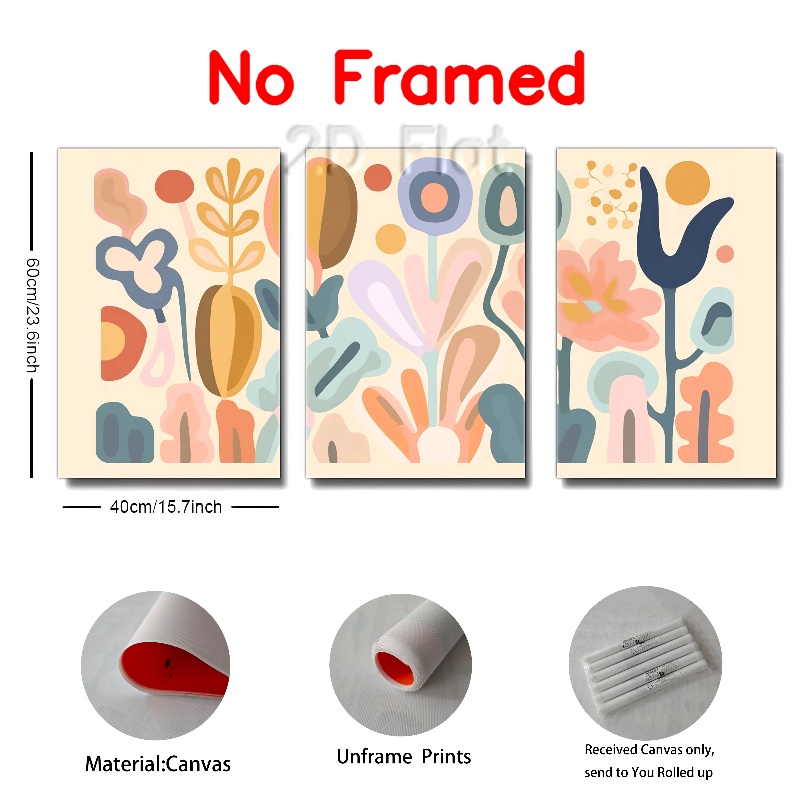 No Framed
2D Flat
60cm/23.6inch
40cm/15.7inch
Material:Canvas
Unframe Prints
Received Canvas only,
send to You Rolled up